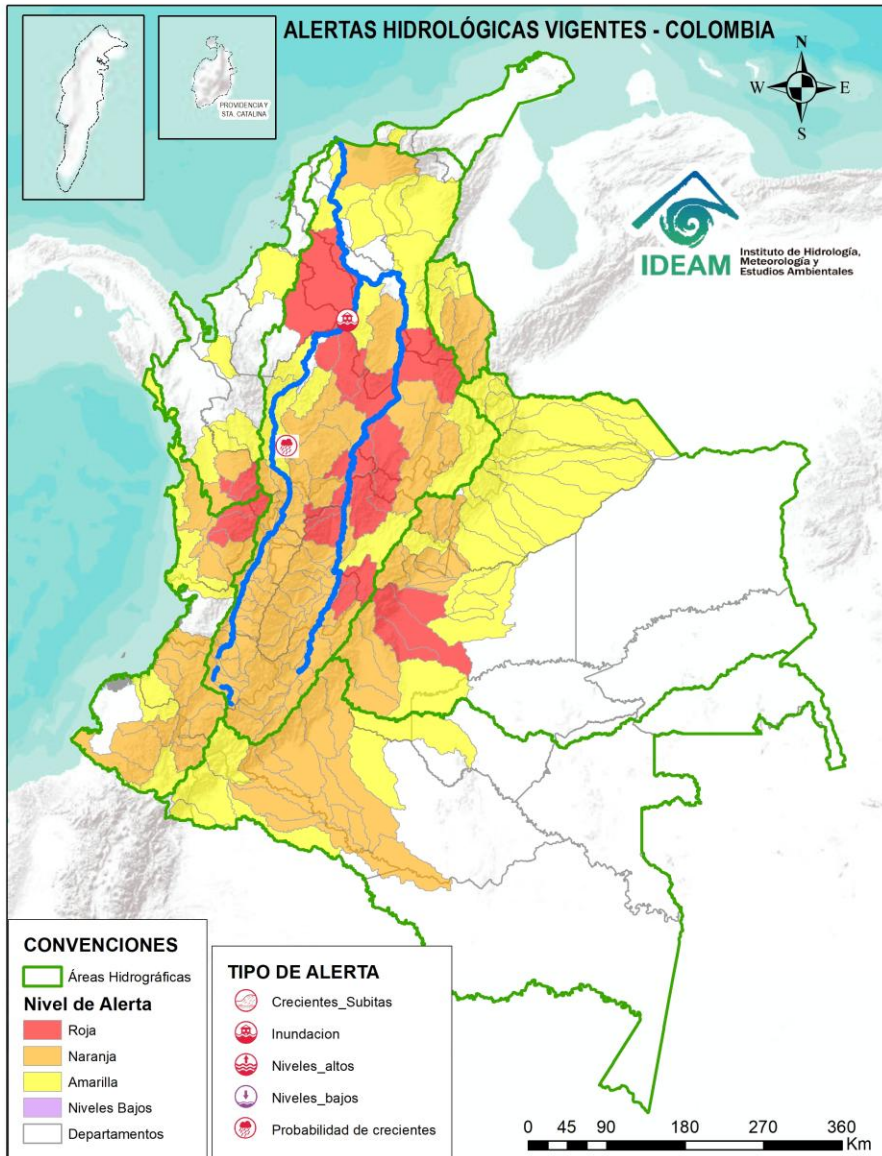 ALERTAS HIDROLÓGICAS VIGENTES - COLOMBIA
PROVIDENCIA Y
STA. CATALINA
N
W
E
S
IDEAM
Instituto de Hidrología,
Meteorología y
Estudios Ambientales
CONVENCIONES
Áreas Hidrográficas
Nivel de Alerta
Roja
Naranja
Amarilla
Niveles Bajos
Departamentos
TIPO DE ALERTA
Crecientes_Subitas
Inundacion
Niveles_altos
Niveles_bajos
Probabilidad de crecientes
0 45 90 180 270 360
Km